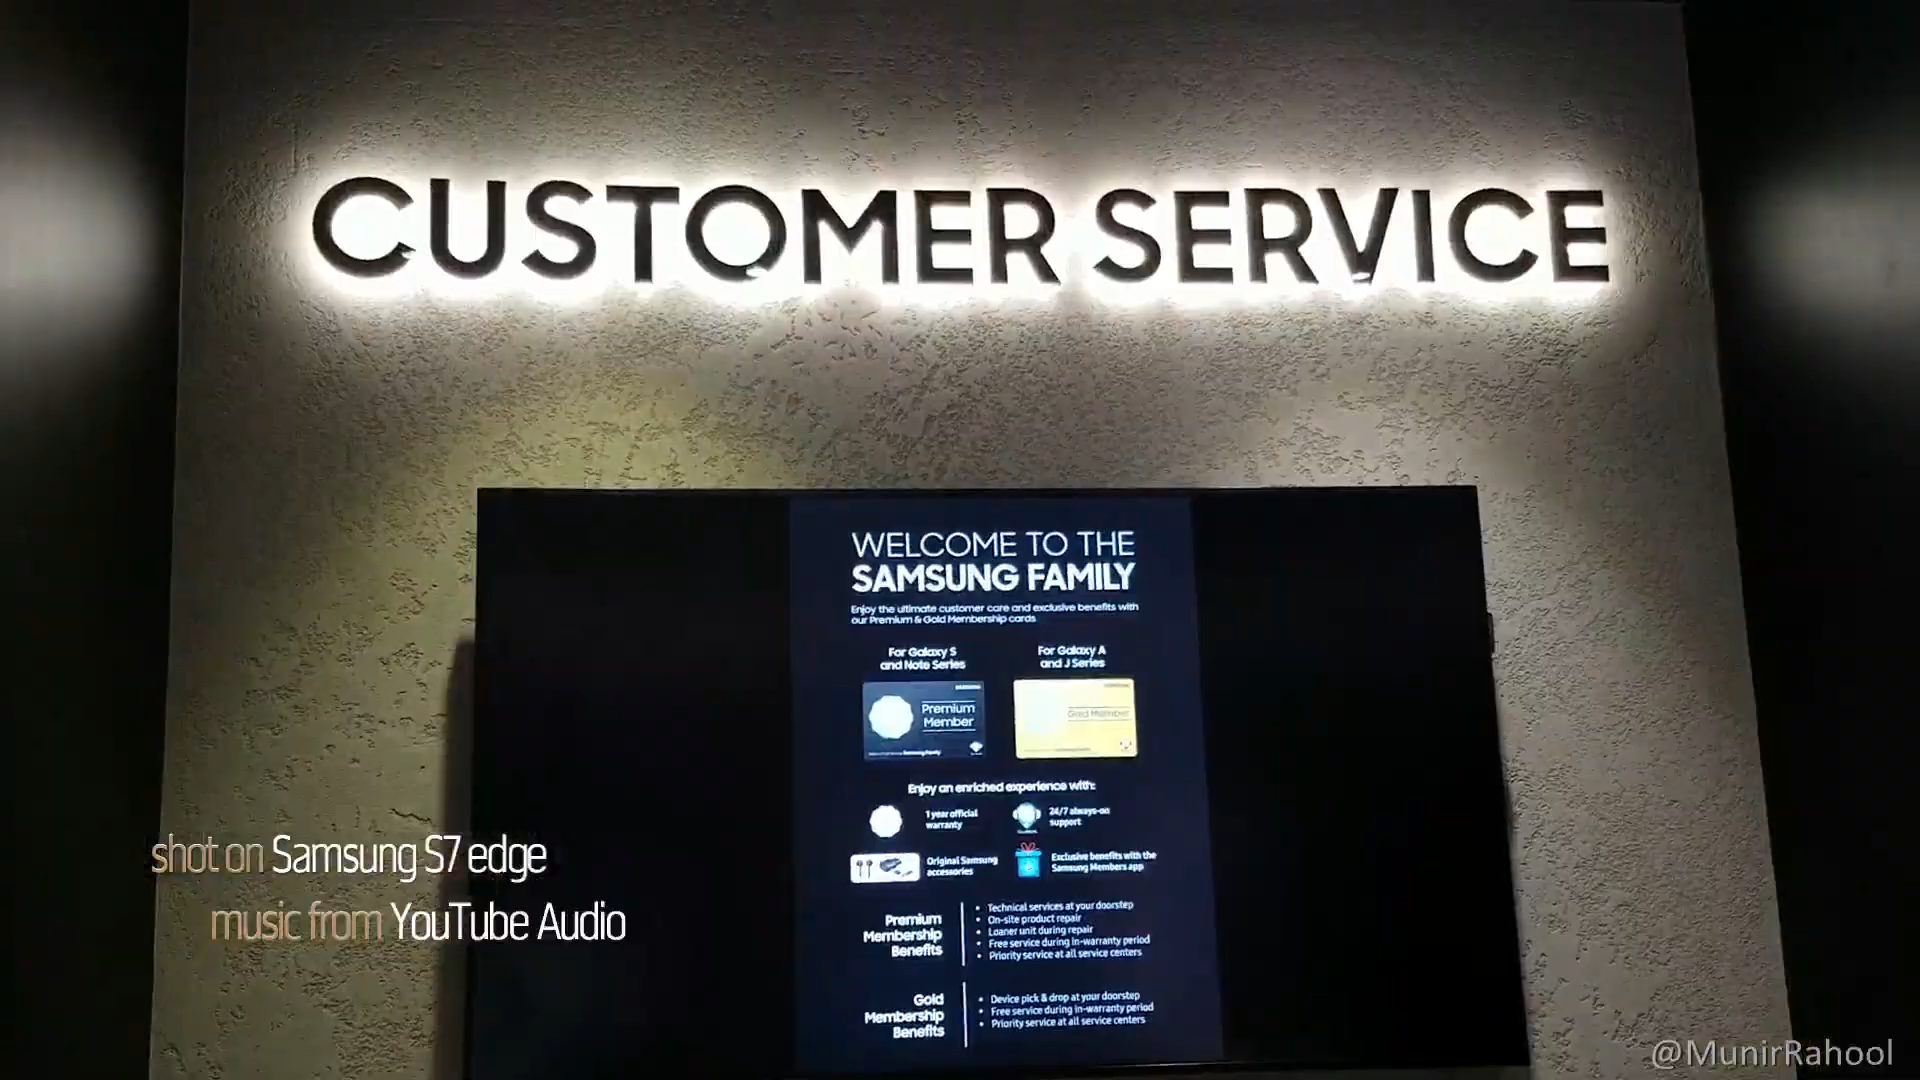 CUSTOMER SERVICE
WELCOME TO THE
SAMSUNG FAMILY
Enjoy the ultimate customer care and exclusive benefits with
our Premium & Gold Membership cards
For Galaxy S
and Note Series
For Galaxy A
and J Series
SAMSUNG
Premium
Member
Gold Member
Enjoy an enriched experience with:
1 year official
warranty
24/7 always-on
support
Original Samsung
accessories
Exclusive benefits with the
Samsung Members app
Premium
Membership
Benefits
• Technical services at your doorstep
• On-site product repair
• Loaner unit during repair
• Free service during in-warranty period
• Priority service at all service centers
Gold
Membership
Benefits
• Device pick & drop at your doorstep
• Free service during in-warranty period
• Priority service at all service centers
shot on Samsung S7 edge
music from YouTube Audio
@MunirRahool